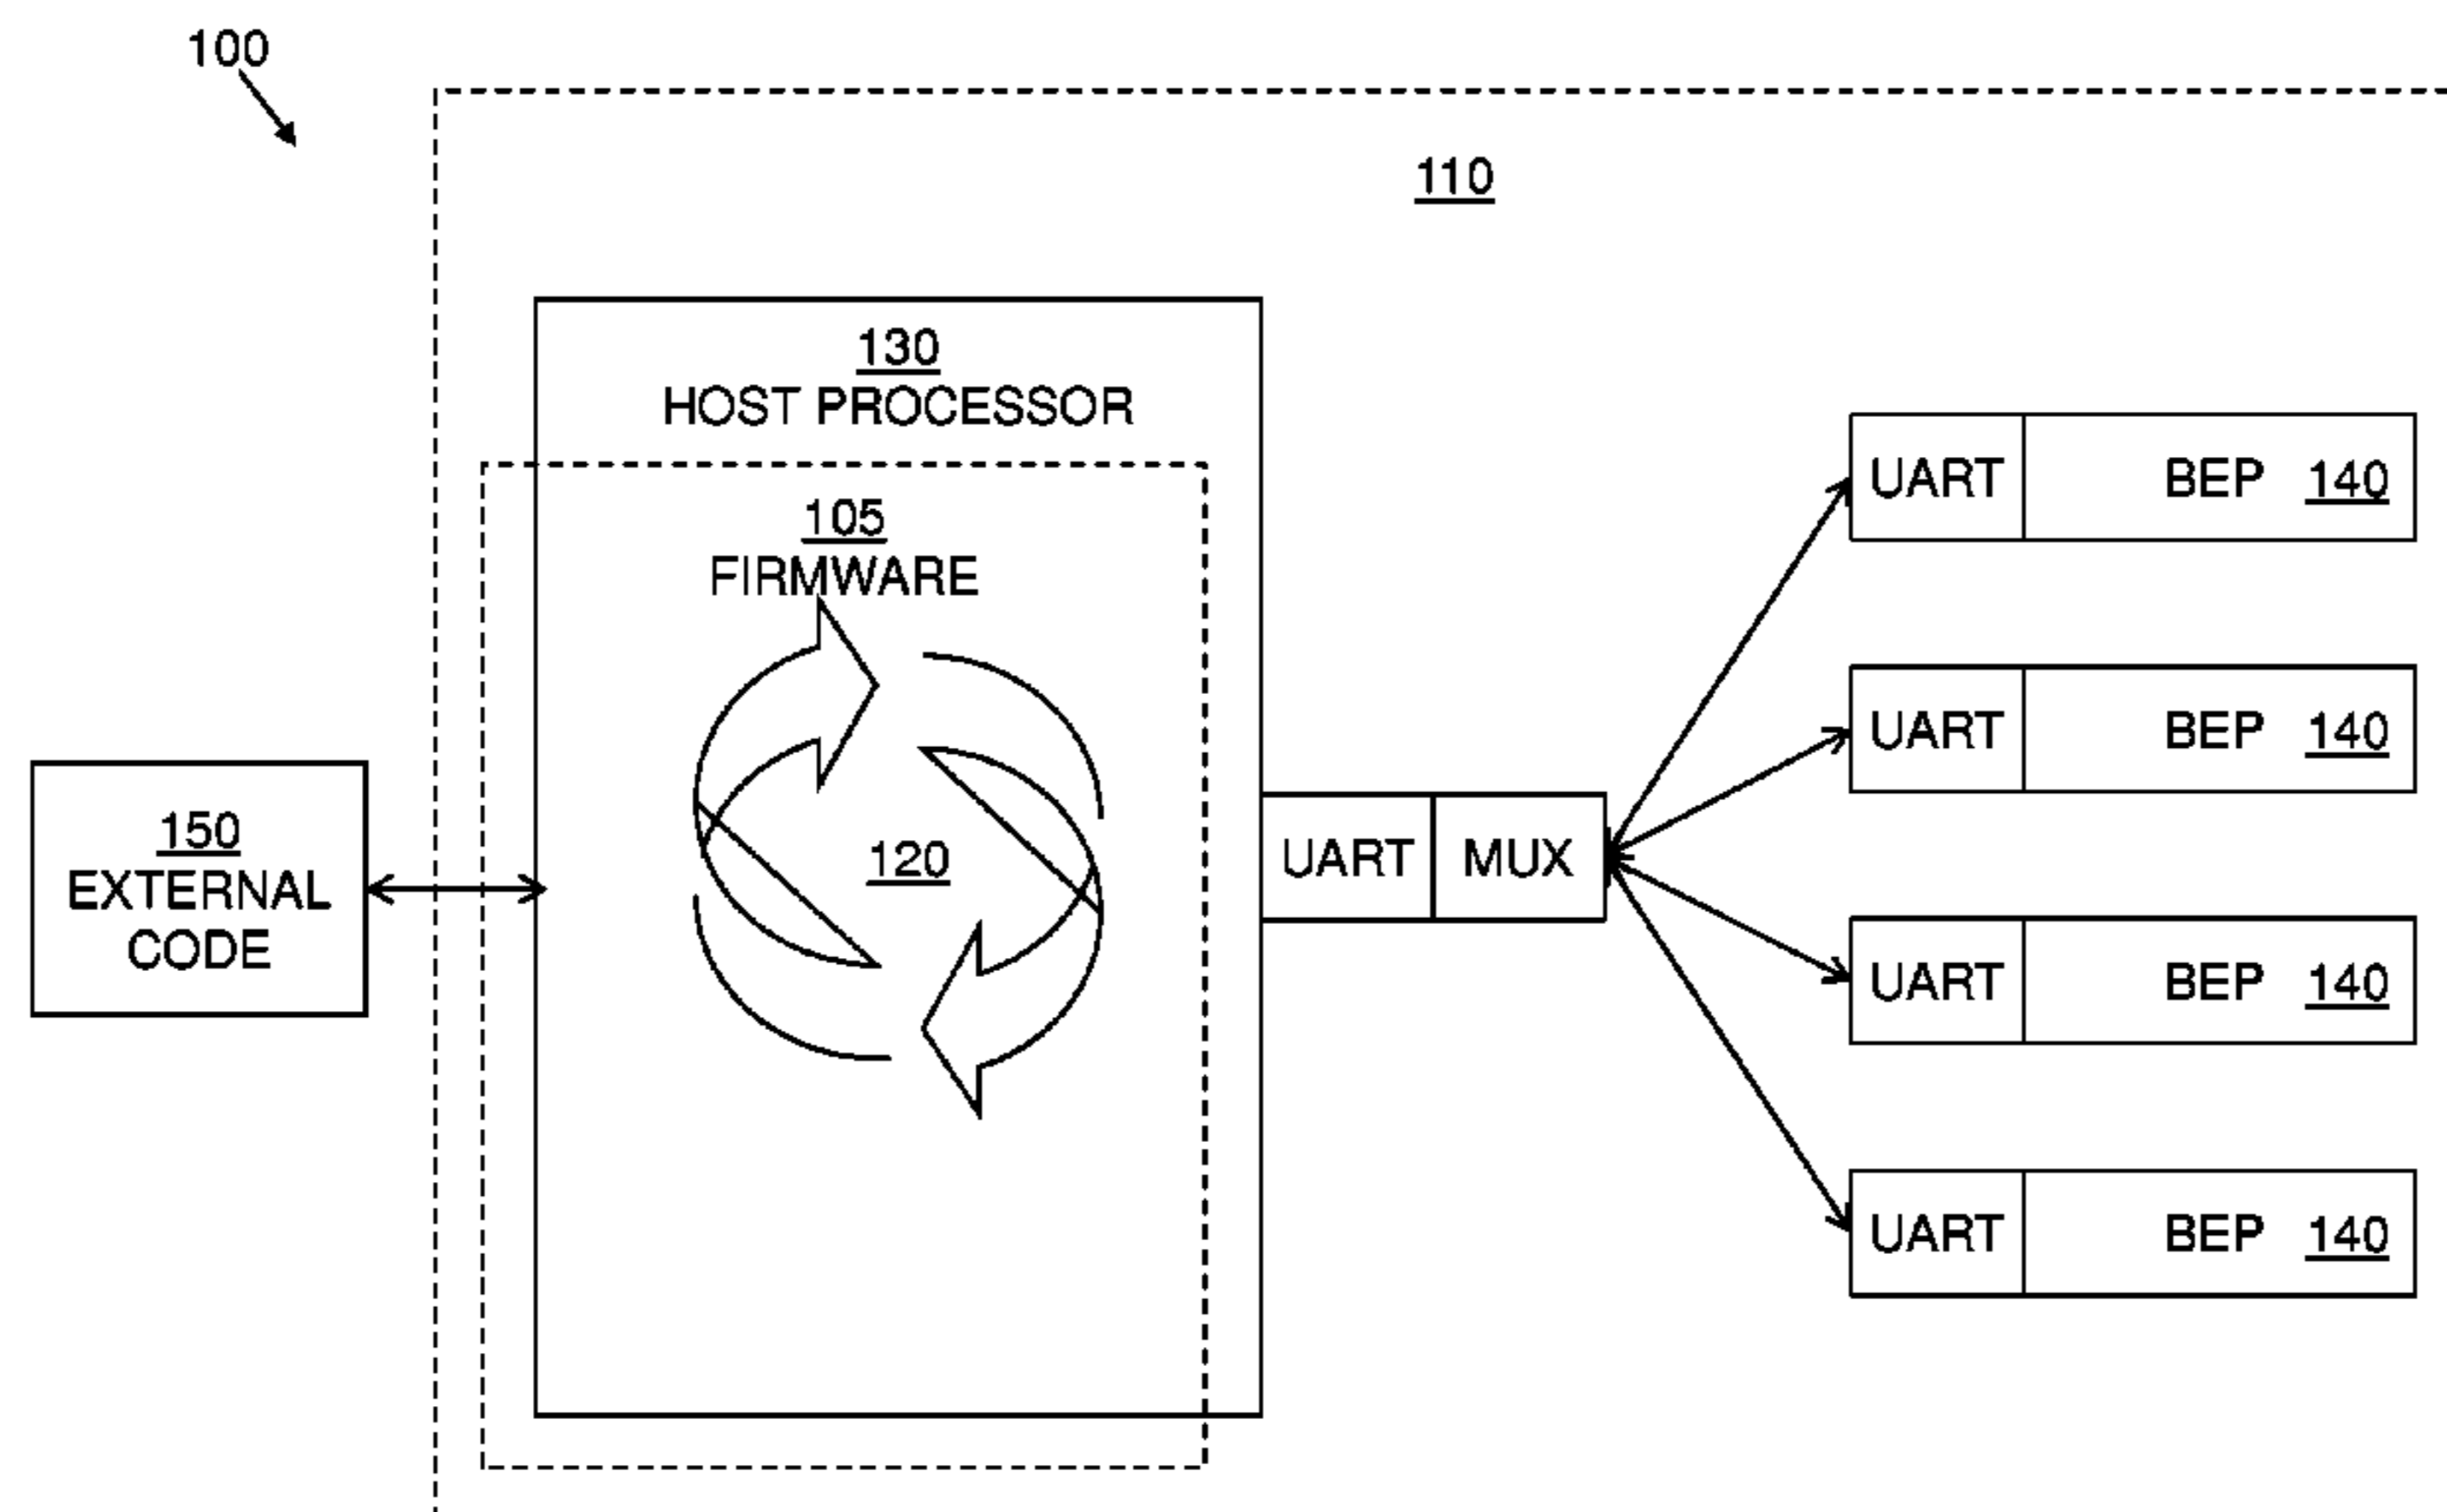 100
110
130
HOST PROCESSOR
105
FIRMWARE
120
150
EXTERNAL
CODE
UART MUX
UART BEP 140
UART BEP 140
UART BEP 140
UART BEP 140